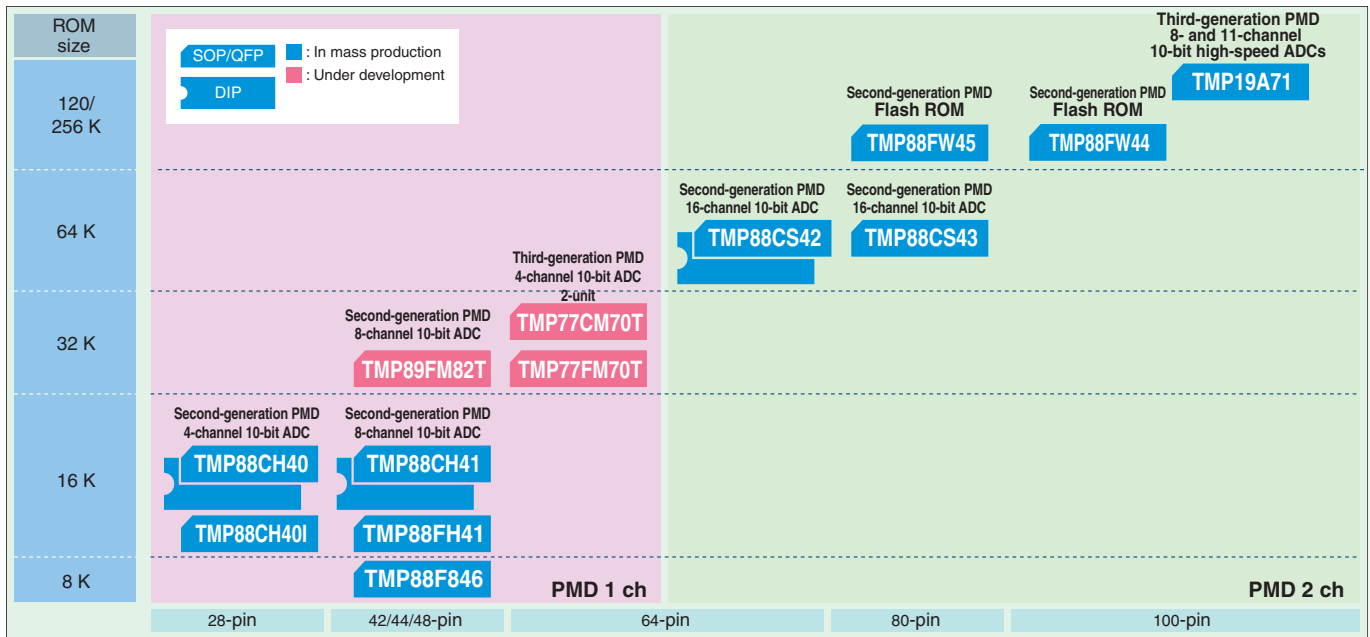 ROM
size
SOP/QFP
DIP
: In mass production
: Under development
Third-generation PMD
8- and 11-channel
10-bit high-speed ADCs
TMP19A71
120/
256 K
Second-generation PMD
Flash ROM
TMP88FW45
Second-generation PMD
Flash ROM
TMP88FW44
64 K
Second-generation PMD
16-channel 10-bit ADC
TMP88CS42
Second-generation PMD
16-channel 10-bit ADC
TMP88CS43
Third-generation PMD
4-channel 10-bit ADC
2-unit
TMP77CM70T
32 K
Second-generation PMD
8-channel 10-bit ADC
TMP89FM82T
TMP77FM70T
16 K
Second-generation PMD
4-channel 10-bit ADC
TMP88CH40
TMP88CH40I
Second-generation PMD
8-channel 10-bit ADC
TMP88CH41
TMP88FH41
8 K
TMP88F846
PMD 1 ch
PMD 2 ch
28-pin
42/44/48-pin
64-pin
80-pin
100-pin